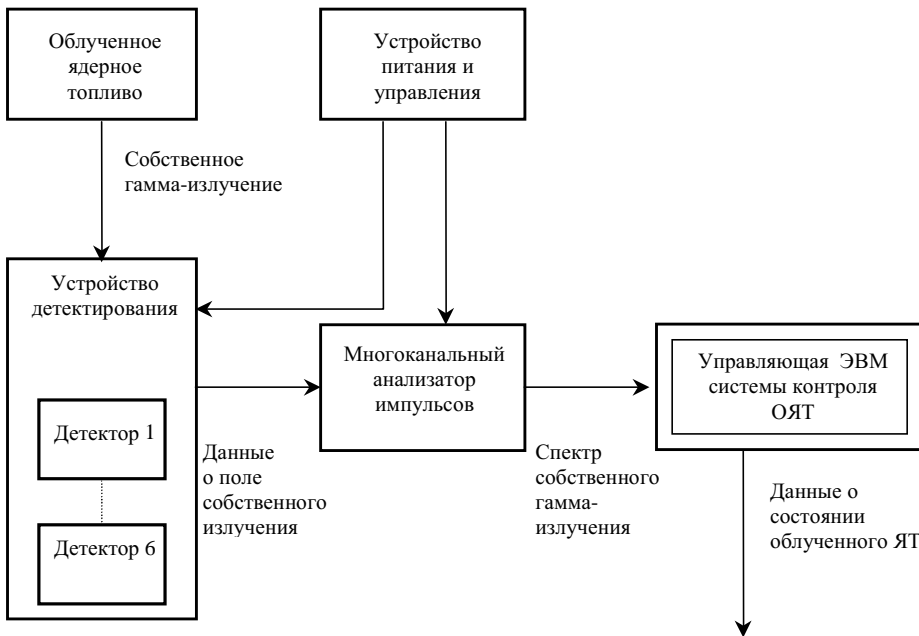 Облученное
ядерное
топливо
Устройство
питания и
управления
Собственное
гамма-излучение
Устройство
детектирования
Многоканальный
анализатор
импульсов
Управляющая ЭВМ
системы контроля
ОЯТ
Детектор 1
Детектор 6
Данные
о поле
собственного
излучения
Спектр
собственного
гамма-
излучения
Данные о
состоянии
облученного ЯТ